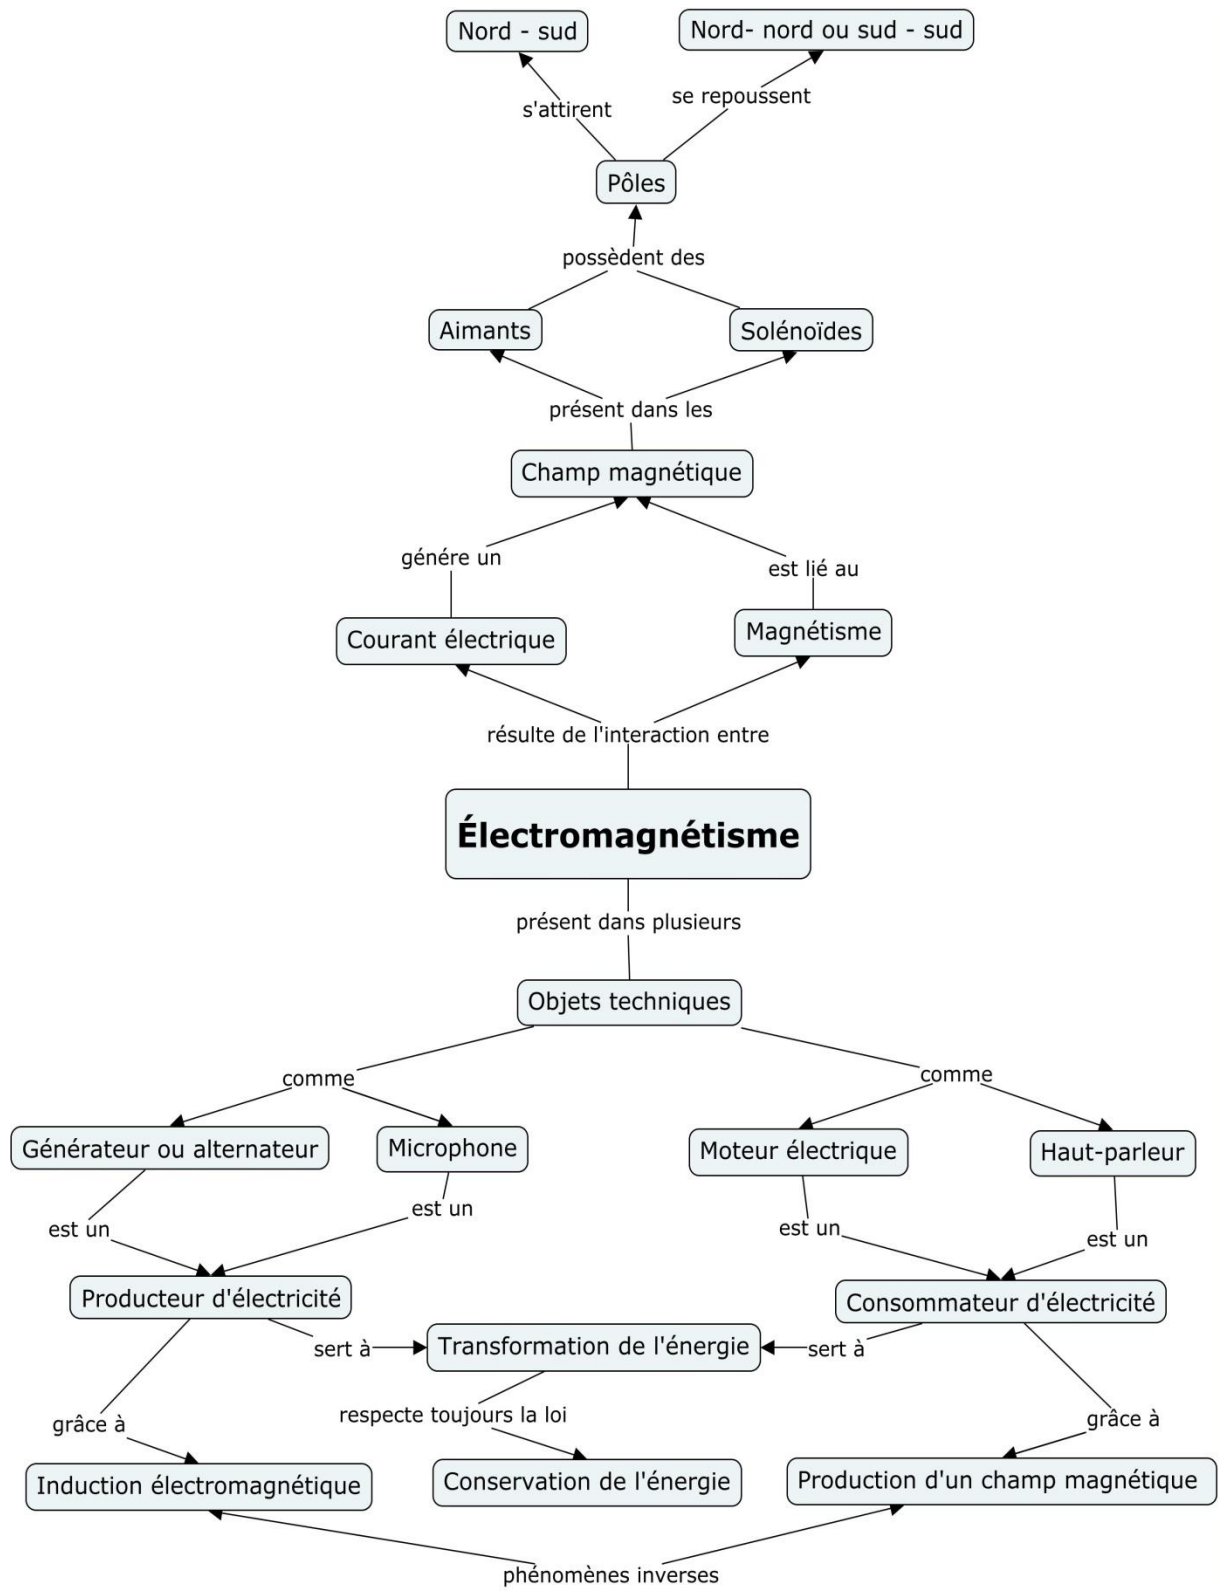 Nord - sud
Nord- nord ou sud - sud
s'attirent
se repoussent
Pôles
possèdent des
Aimants
Solénoïdes
présent dans les
Champ magnétique
génére un
est lié au
Courant électrique
Magnétisme
résulte de l'interaction entre
Électromagnétisme
présent dans plusieurs
Objets techniques
comme
comme
Générateur ou alternateur
Microphone
Moteur électrique
Haut-parleur
est un
est un
est un
est un
Producteur d'électricité
Consommateur d'électricité
sert à
Transformation de l'énergie
sert à
grâce à
respecte toujours la loi
grâce à
Induction électromagnétique
Conservation de l'énergie
Production d'un champ magnétique
phénomènes inverses